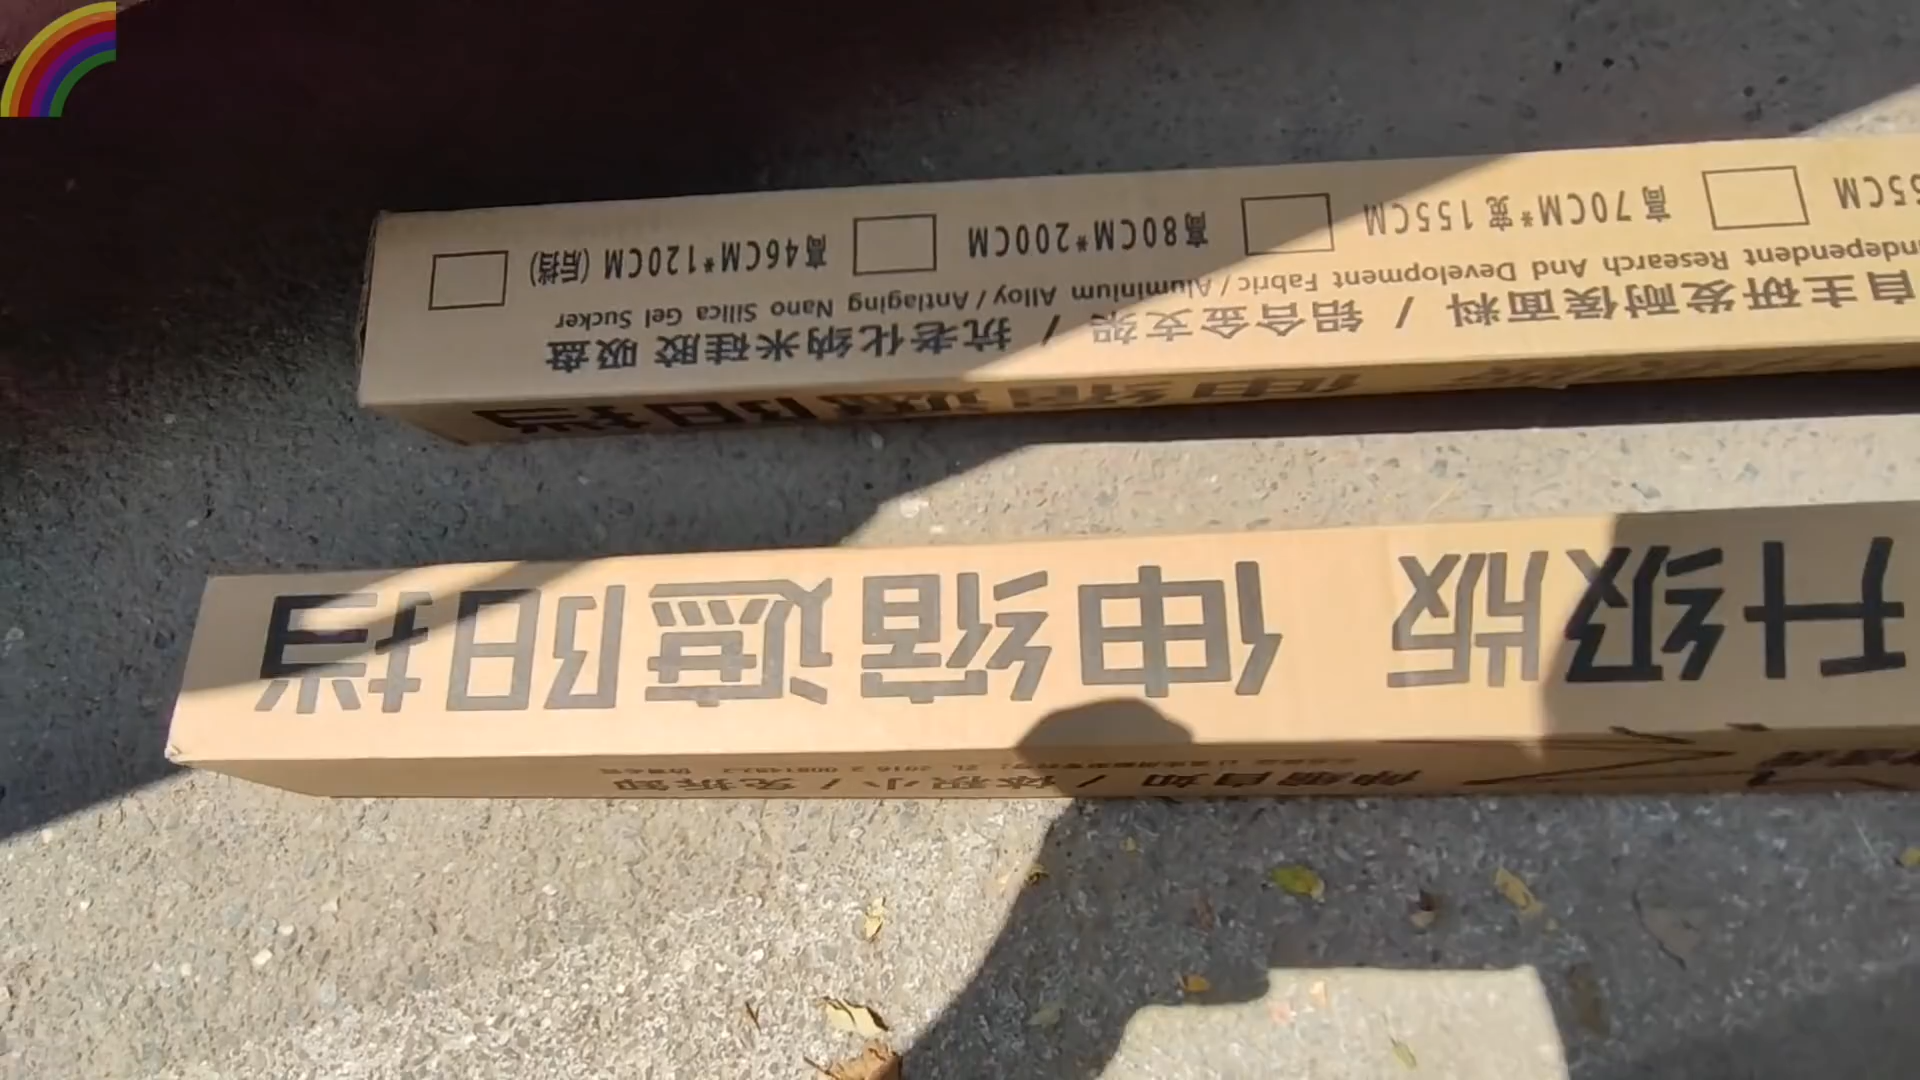 伸缩自如 / 体积小 / 免拆卸
升级版 伸缩遮阳挡
伸缩遮阳挡
自主研发耐候面料 / 铝合金支架 / 抗老化纳米硅胶 吸盘
Independent Research And Development Fabric / Aluminium Alloy / Antiaging Nano Silica Gel Sucker
5CM 高70CM*宽155CM 高80CM*200CM 高46CM*120CM (后挡)